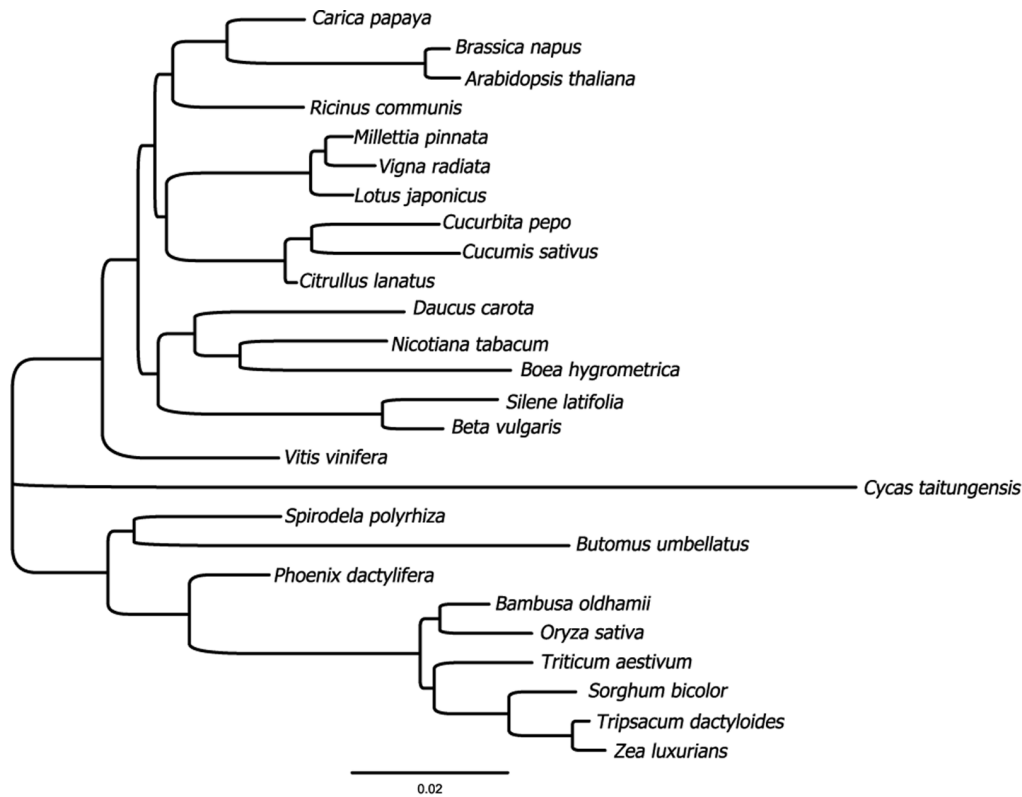 Carica papaya
Brassica napus
Arabidopsis thaliana
Ricinus communis
Millettia pinnata
Vigna radiata
Lotus japonicus
Cucurbita pepo
Cucumis sativus
Citrullus lanatus
Daucus carota
Nicotiana tabacum
Boea hygrometrica
Silene latifolia
Beta vulgaris
Vitis vinifera
Cycas taitungensis
Spirodela polyrhiza
Butomus umbellatus
Phoenix dactylifera
Bambusa oldhamii
Oryza sativa
Triticum aestivum
Sorghum bicolor
Tripsacum dactyloides
Zea luxurians
0.02